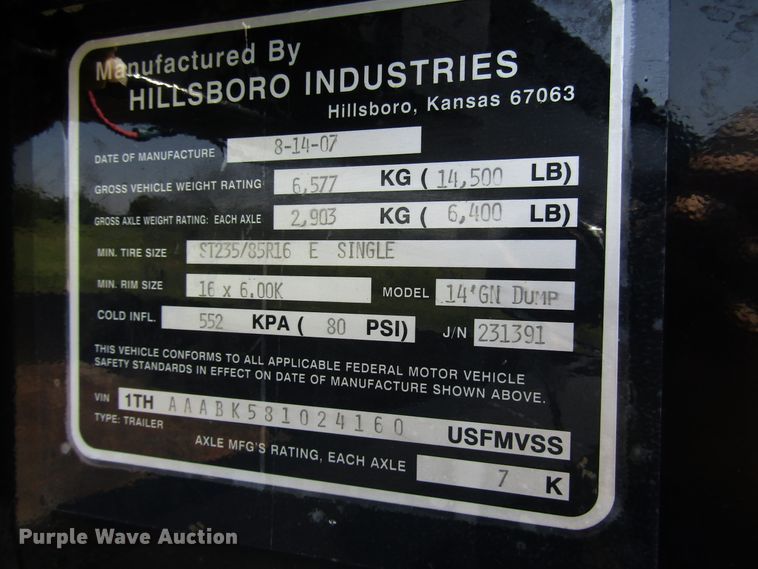 Manufactured By
HILLSBORO INDUSTRIES
Hillsboro, Kansas 67063
DATE OF MANUFACTURE 8-14-07
GROSS VEHICLE WEIGHT RATING 6,577 KG ( 14,500 LB)
GROSS AXLE WEIGHT RATING: EACH AXLE 2,903 KG ( 6,400 LB)
MIN. TIRE SIZE ST235/85R16 E SINGLE
MIN. RIM SIZE 16 x 6.00K MODEL 14'GN DUMP
COLD INFL. 552 KPA ( 80 PSI) J/N 231391
THIS VEHICLE CONFORMS TO ALL APPLICABLE FEDERAL MOTOR VEHICLE
SAFETY STANDARDS IN EFFECT ON DATE OF MANUFACTURE SHOWN ABOVE.
VIN 1TH AAABK581024160 USFMVSS
TYPE: TRAILER
AXLE MFG'S RATING, EACH AXLE 7 K
Purple Wave Auction